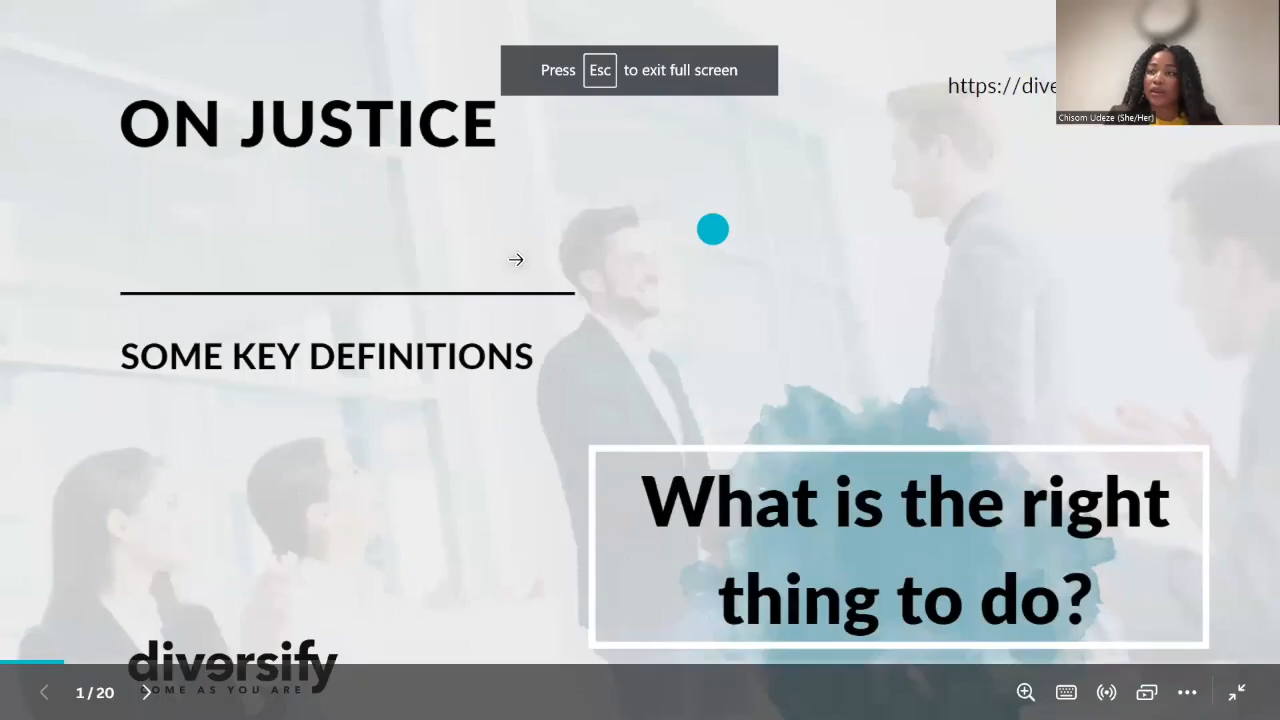 Press Esc to exit full screen
https://dive
ON JUSTICE
Chisom Udeze (She/Her)
SOME KEY DEFINITIONS
What is the right
thing to do?
diversify
COME AS YOU ARE
1 / 20